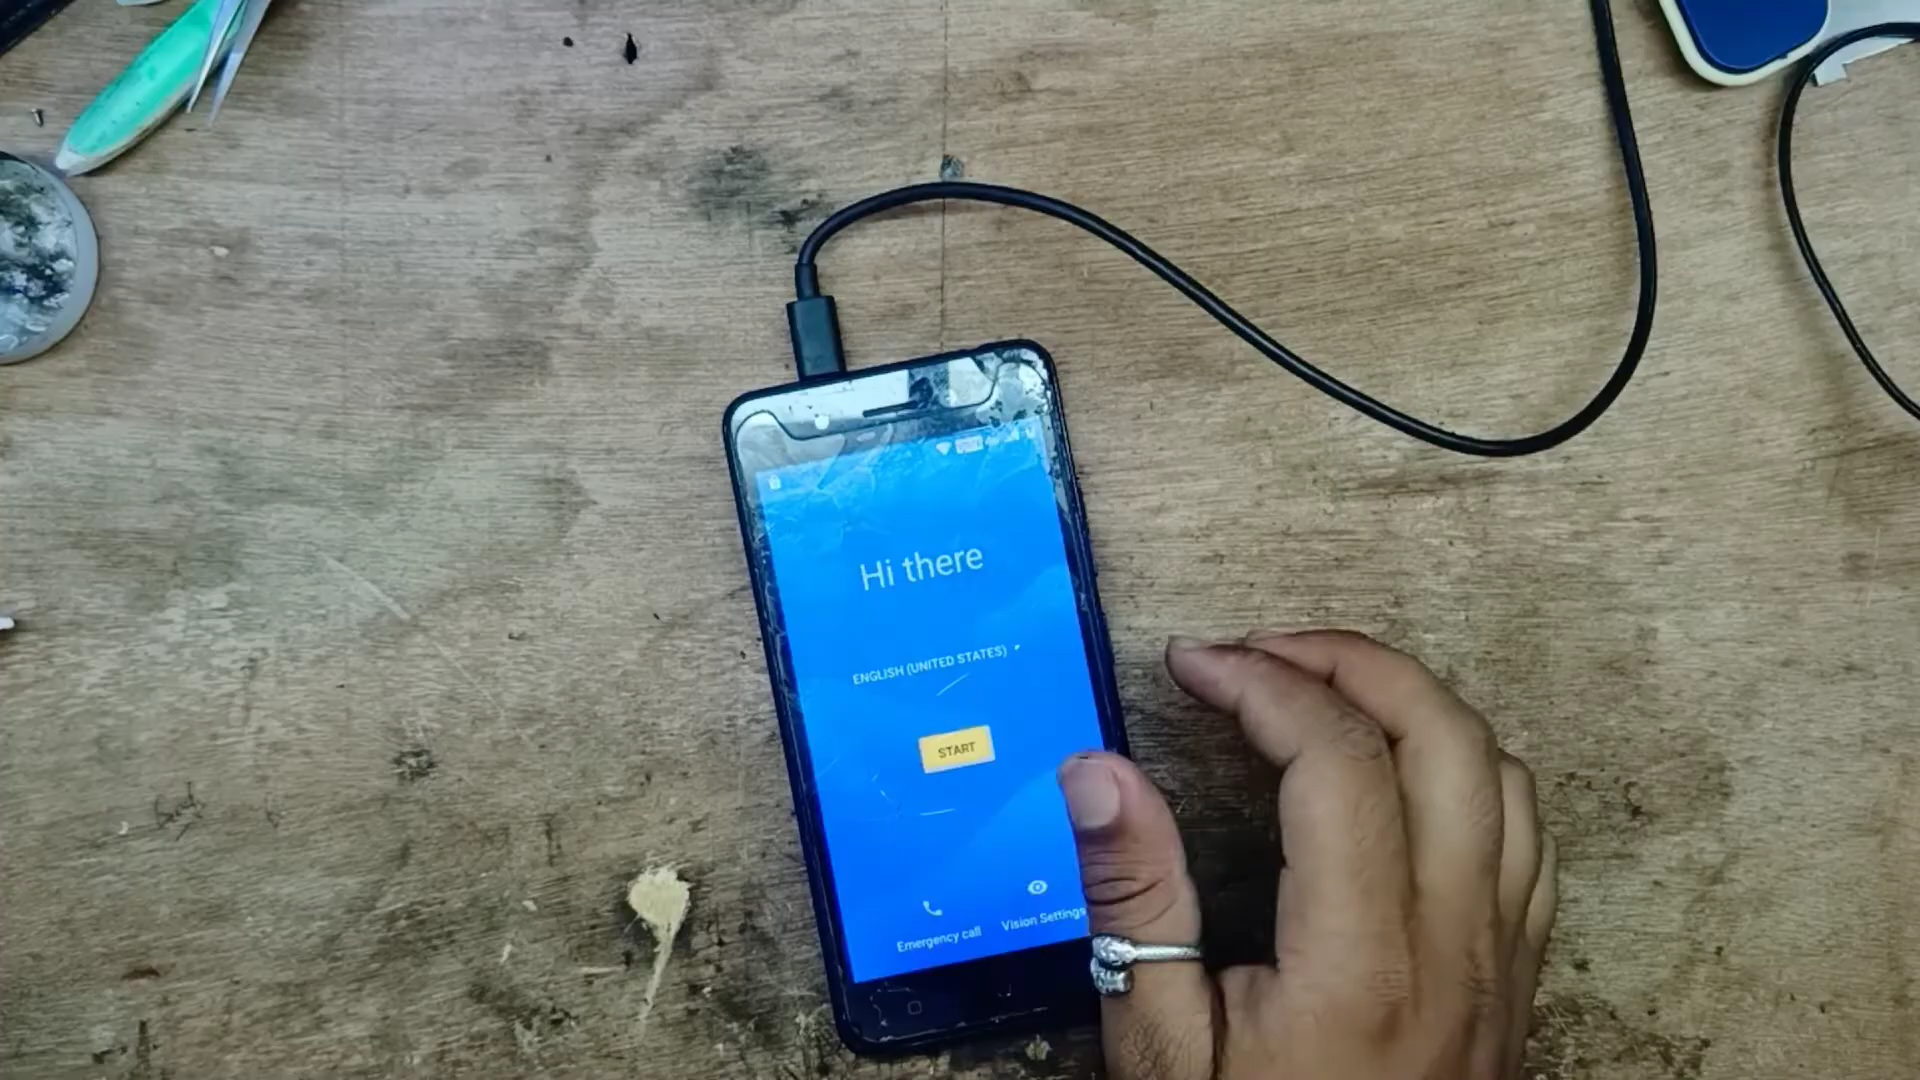 Hi there
ENGLISH (UNITED STATES)
START
Emergency call
Vision Settings